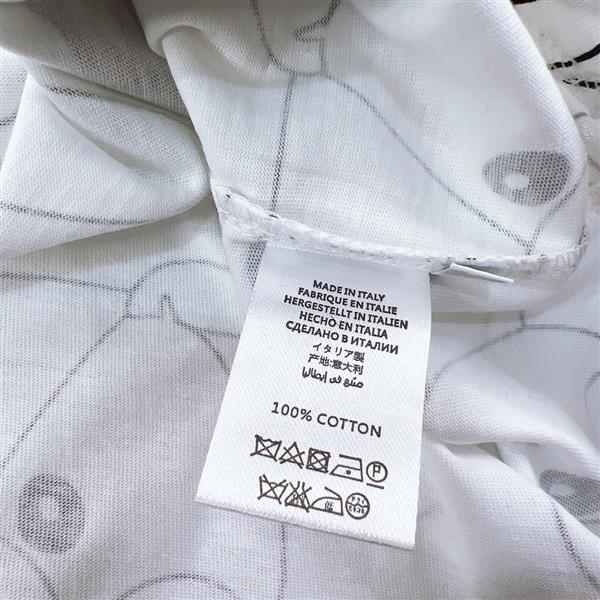 MADE IN ITALY
FABRIQUE EN ITALIE
HERGESTELLT IN ITALIEN
HECHO EN ITALIA
СДЕЛАНО В ИТАЛИИ
イタリア製
产地:意大利
صنع في إيطاليا
100% COTTON
P
低